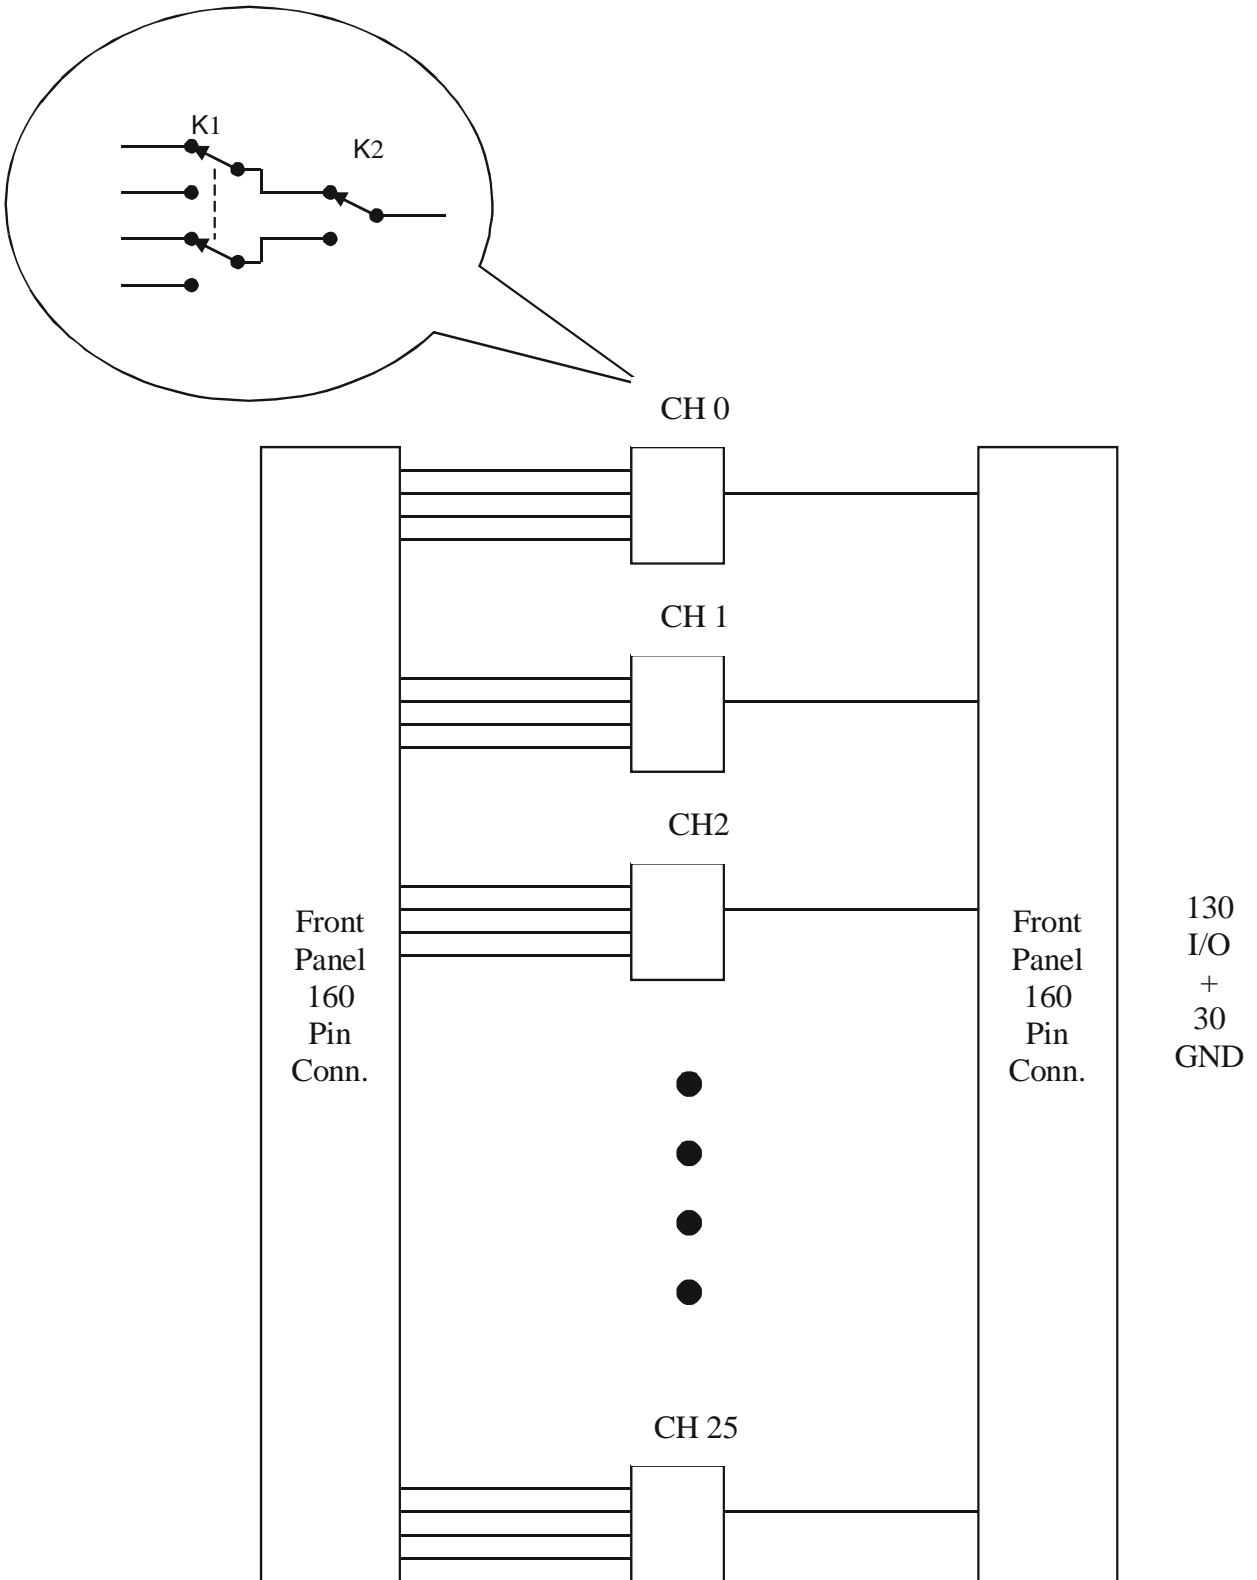 K1
K2
CH 0
CH 1
CH2
Front
Panel
160
Pin
Conn.
Front
Panel
160
Pin
Conn.
130
I/O
+
30
GND
CH 25